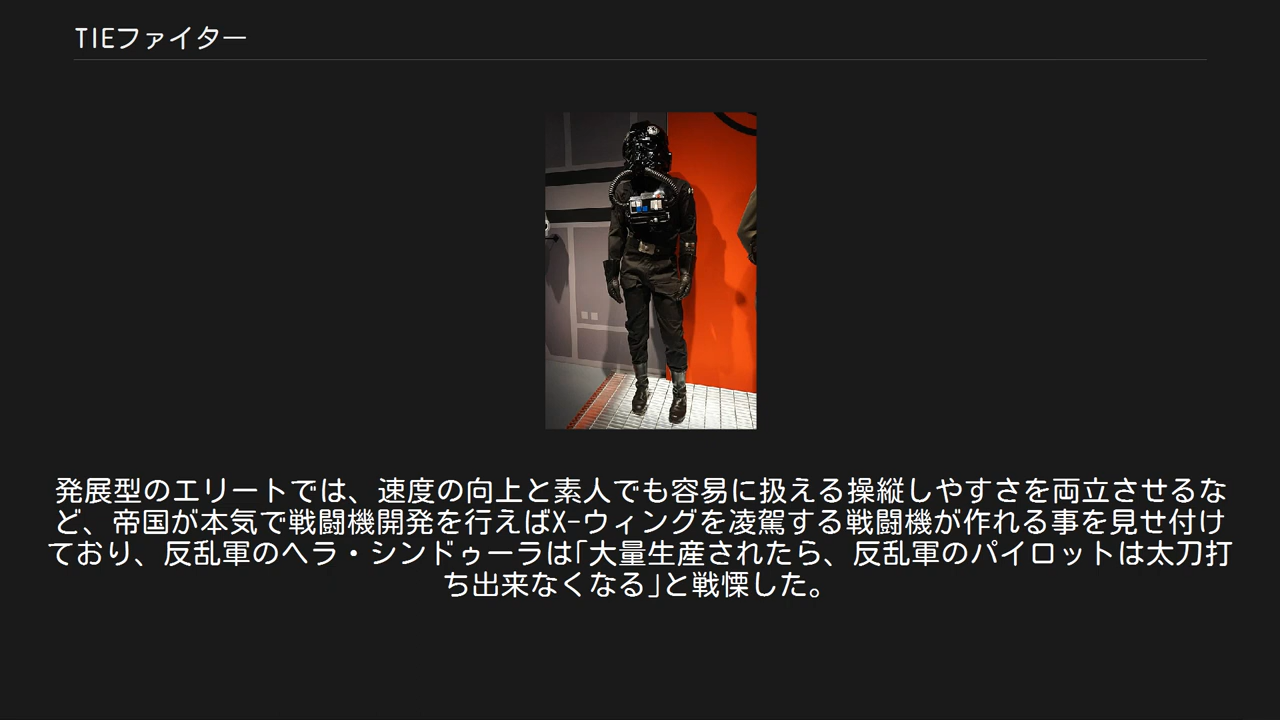 TIEファイター
発展型のエリートでは、速度の向上と素人でも容易に扱える操縦しやすさを両立させるな
ど、帝国が本気で戦闘機開発を行えばX-ウィングを凌駕する戦闘機が作れる事を見せ付け
ており、反乱軍のヘラ・シンドゥーラは｢大量生産されたら、反乱軍のパイロットは太刀打
ち出来なくなる｣と戦慄した。